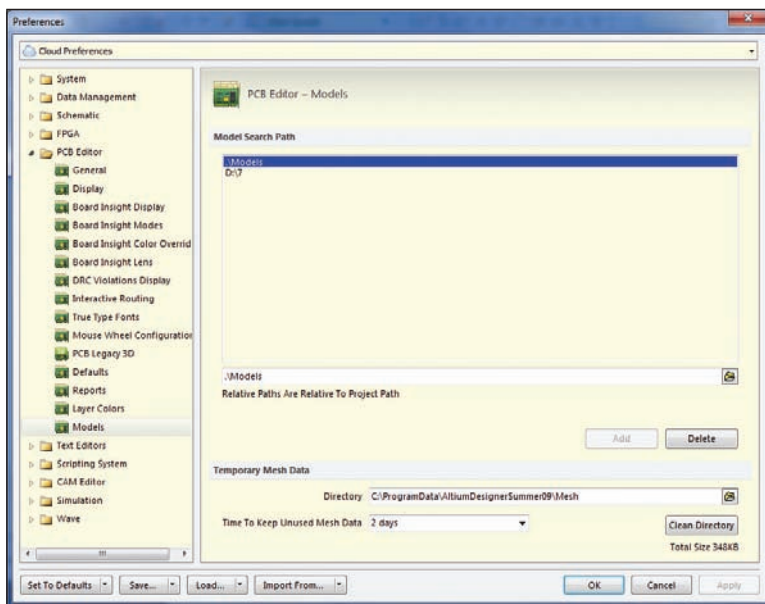 Preferences
Cloud Preferences
System
Data Management
Schematic
FPGA
PCB Editor
General
Display
Board Insight Display
Board Insight Modes
Board Insight Color Overrid
Board Insight Lens
DRC Violations Display
Interactive Routing
True Type Fonts
Mouse Wheel Configuration
PCB Legacy 3D
Defaults
Reports
Layer Colors
Models
Text Editors
Scripting System
CAM Editor
Simulation
Wave
PCB Editor – Models
Model Search Path
.\Models
D:\7
.\Models
Relative Paths Are Relative To Project Path
Add
Delete
Temporary Mesh Data
Directory C:\ProgramData\AltiumDesignerSummer09\Mesh
Time To Keep Unused Mesh Data 2 days
Clean Directory
Total Size 348KB
Set To Defaults
Save...
Load...
Import From...
OK
Cancel
Apply